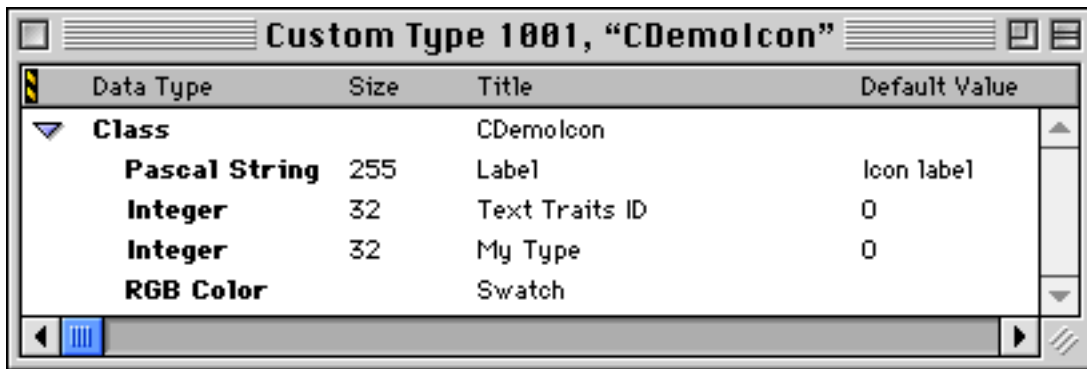 Custom Type 1001, “CDemoIcon”
Data Type Size Title Default Value
Class CDemoIcon
Pascal String 255 Label Icon label
Integer 32 Text Traits ID 0
Integer 32 My Type 0
RGB Color Swatch